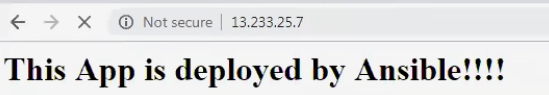 Not secure | 13.233.25.7
This App is deployed by Ansible!!!!